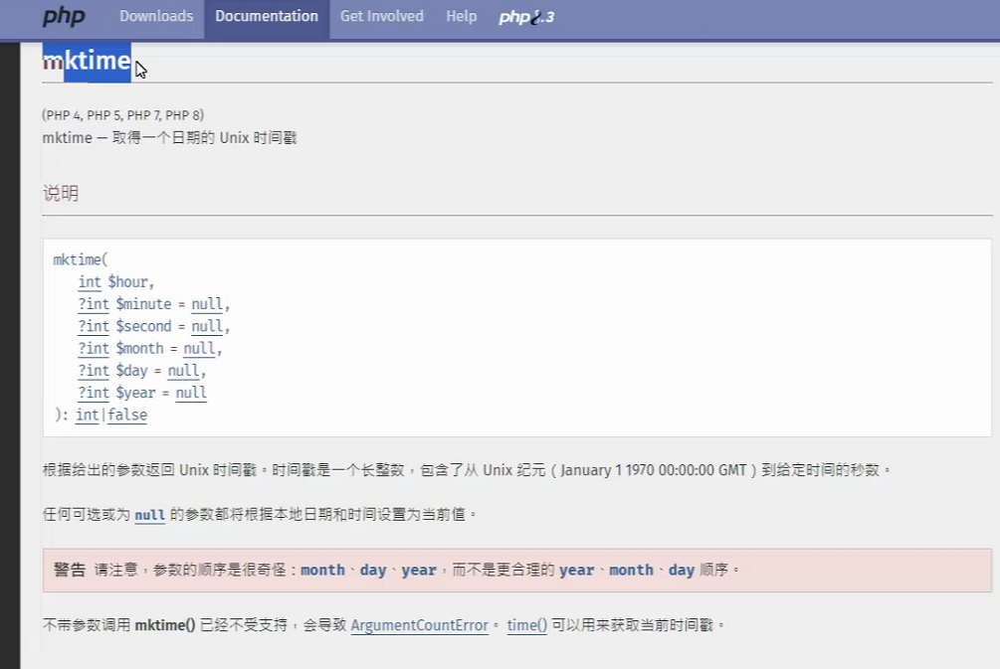 php Downloads Documentation Get Involved Help php8.3
mktime
(PHP 4, PHP 5, PHP 7, PHP 8)
mktime — 取得一个日期的 Unix 时间戳
说明
mktime(
int $hour,
?int $minute = null,
?int $second = null,
?int $month = null,
?int $day = null,
?int $year = null
): int|false
根据给出的参数返回 Unix 时间戳。时间戳是一个长整数，包含了从 Unix 纪元（January 1 1970 00:00:00 GMT）到给定时间的秒数。
任何可选或为 null 的参数都将根据本地日期和时间设置为当前值。
警告 请注意，参数的顺序是很奇怪：month、day、year，而不是更合理的 year、month、day 顺序。
不带参数调用 mktime() 已经不受支持，会导致 ArgumentCountError。 time() 可以用来获取当前时间戳。